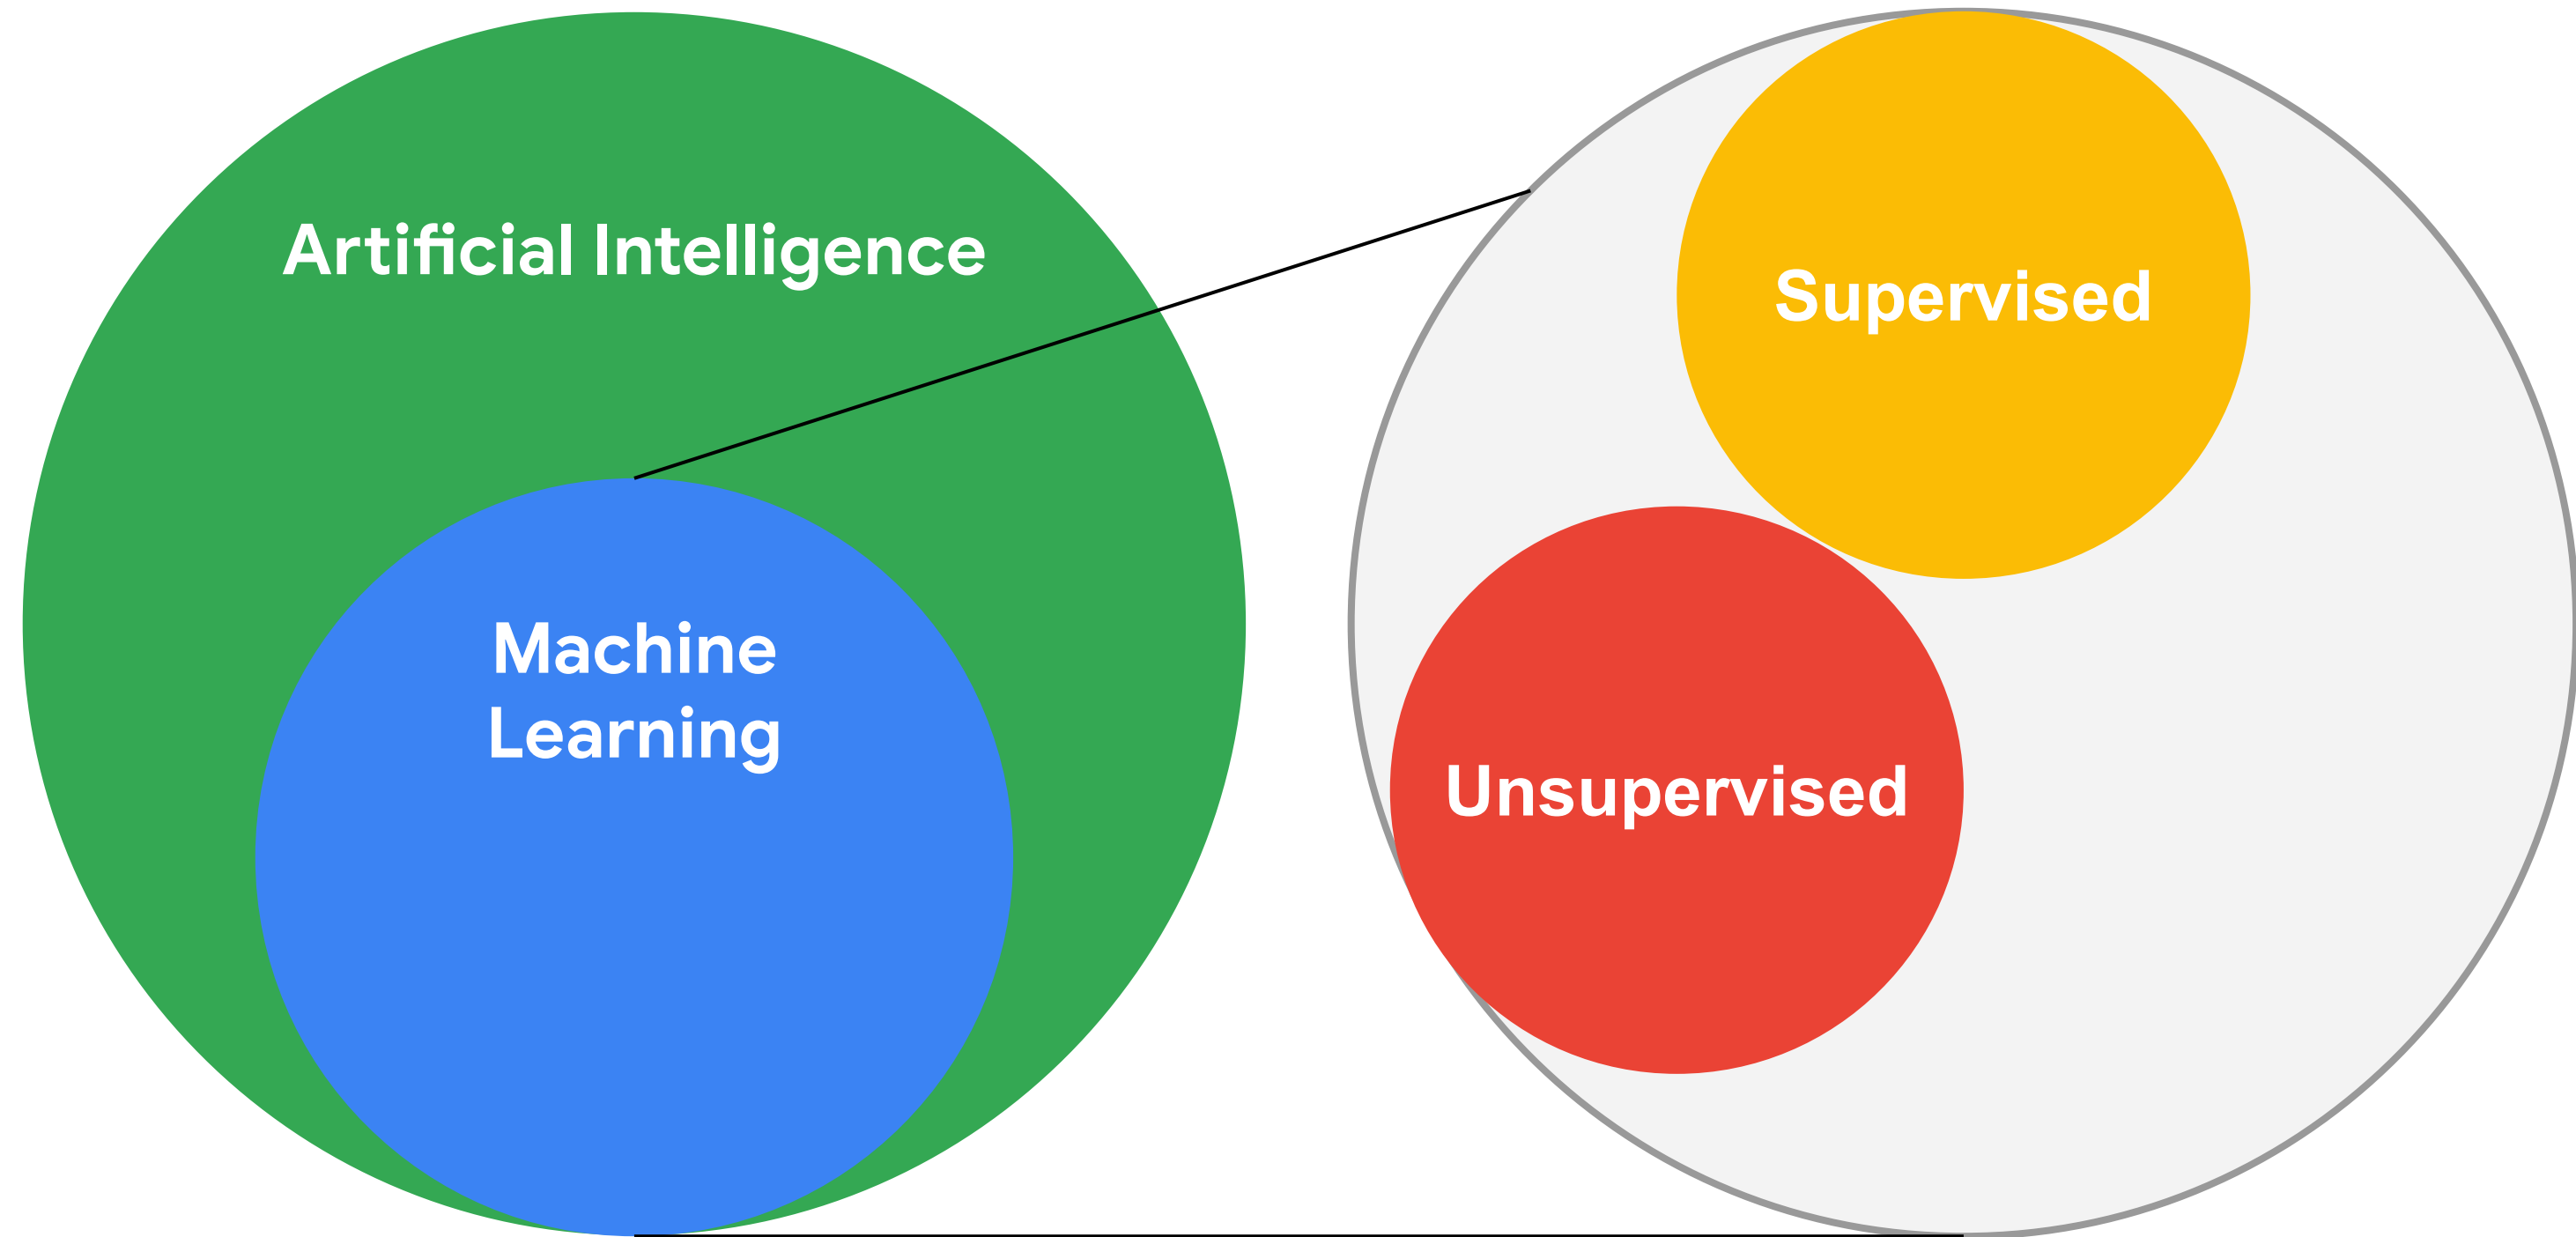 Artificial Intelligence
Machine
Learning
Supervised
Unsupervised